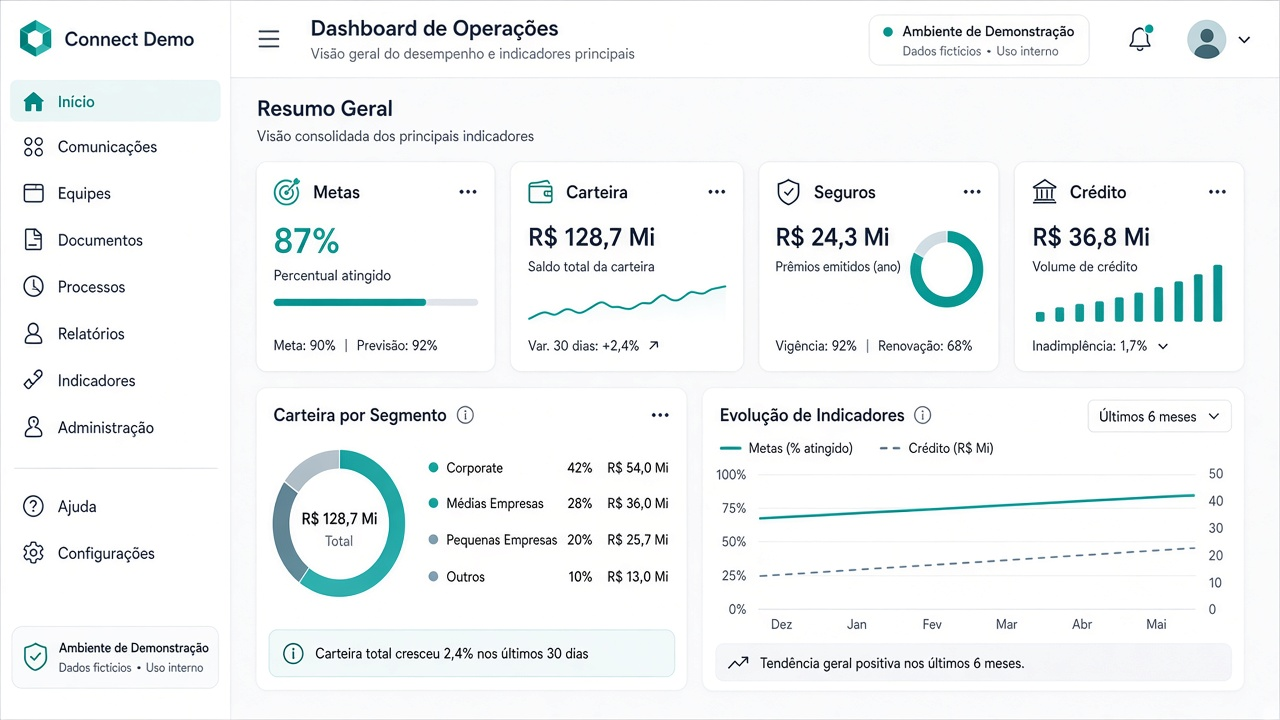 Connect Demo
Início
Comunicações
Equipes
Documentos
Processos
Relatórios
Indicadores
Administração
Ajuda
Configurações
Ambiente de Demonstração
Dados fictícios • Uso interno
Dashboard de Operações
Visão geral do desempenho e indicadores principais
Ambiente de Demonstração
Dados fictícios • Uso interno
Resumo Geral
Visão consolidada dos principais indicadores
Metas
87%
Percentual atingido
Meta: 90% | Previsão: 92%
Carteira
R$ 128,7 Mi
Saldo total da carteira
Var. 30 dias: +2,4%
Seguros
R$ 24,3 Mi
Prêmios emitidos (ano)
Vigência: 92% | Renovação: 68%
Crédito
R$ 36,8 Mi
Volume de crédito
Inadimplência: 1,7%
Carteira por Segmento
R$ 128,7 Mi
Total
Corporate 42% R$ 54,0 Mi
Médias Empresas 28% R$ 36,0 Mi
Pequenas Empresas 20% R$ 25,7 Mi
Outros 10% R$ 13,0 Mi
Carteira total cresceu 2,4% nos últimos 30 dias
Evolução de Indicadores
Últimos 6 meses
Metas (% atingido) Crédito (R$ Mi)
100% 50
75% 40
50% 30
25% 20
0% 10
0
Dez Jan Fev Mar Abr Mai
Tendência geral positiva nos últimos 6 meses.